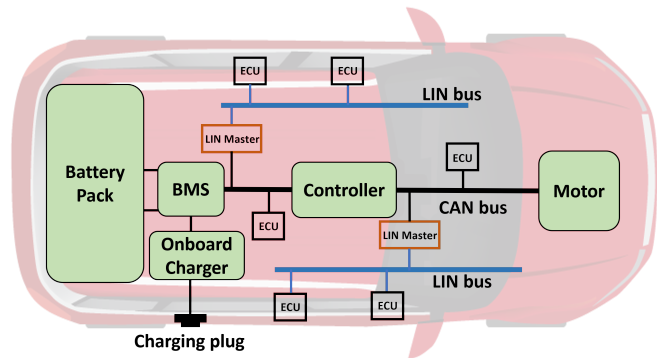 ECU
ECU
LIN bus
LIN Master
ECU
Battery
Pack
BMS
Controller
Motor
CAN bus
ECU
LIN Master
Onboard
Charger
LIN bus
ECU
ECU
Charging plug